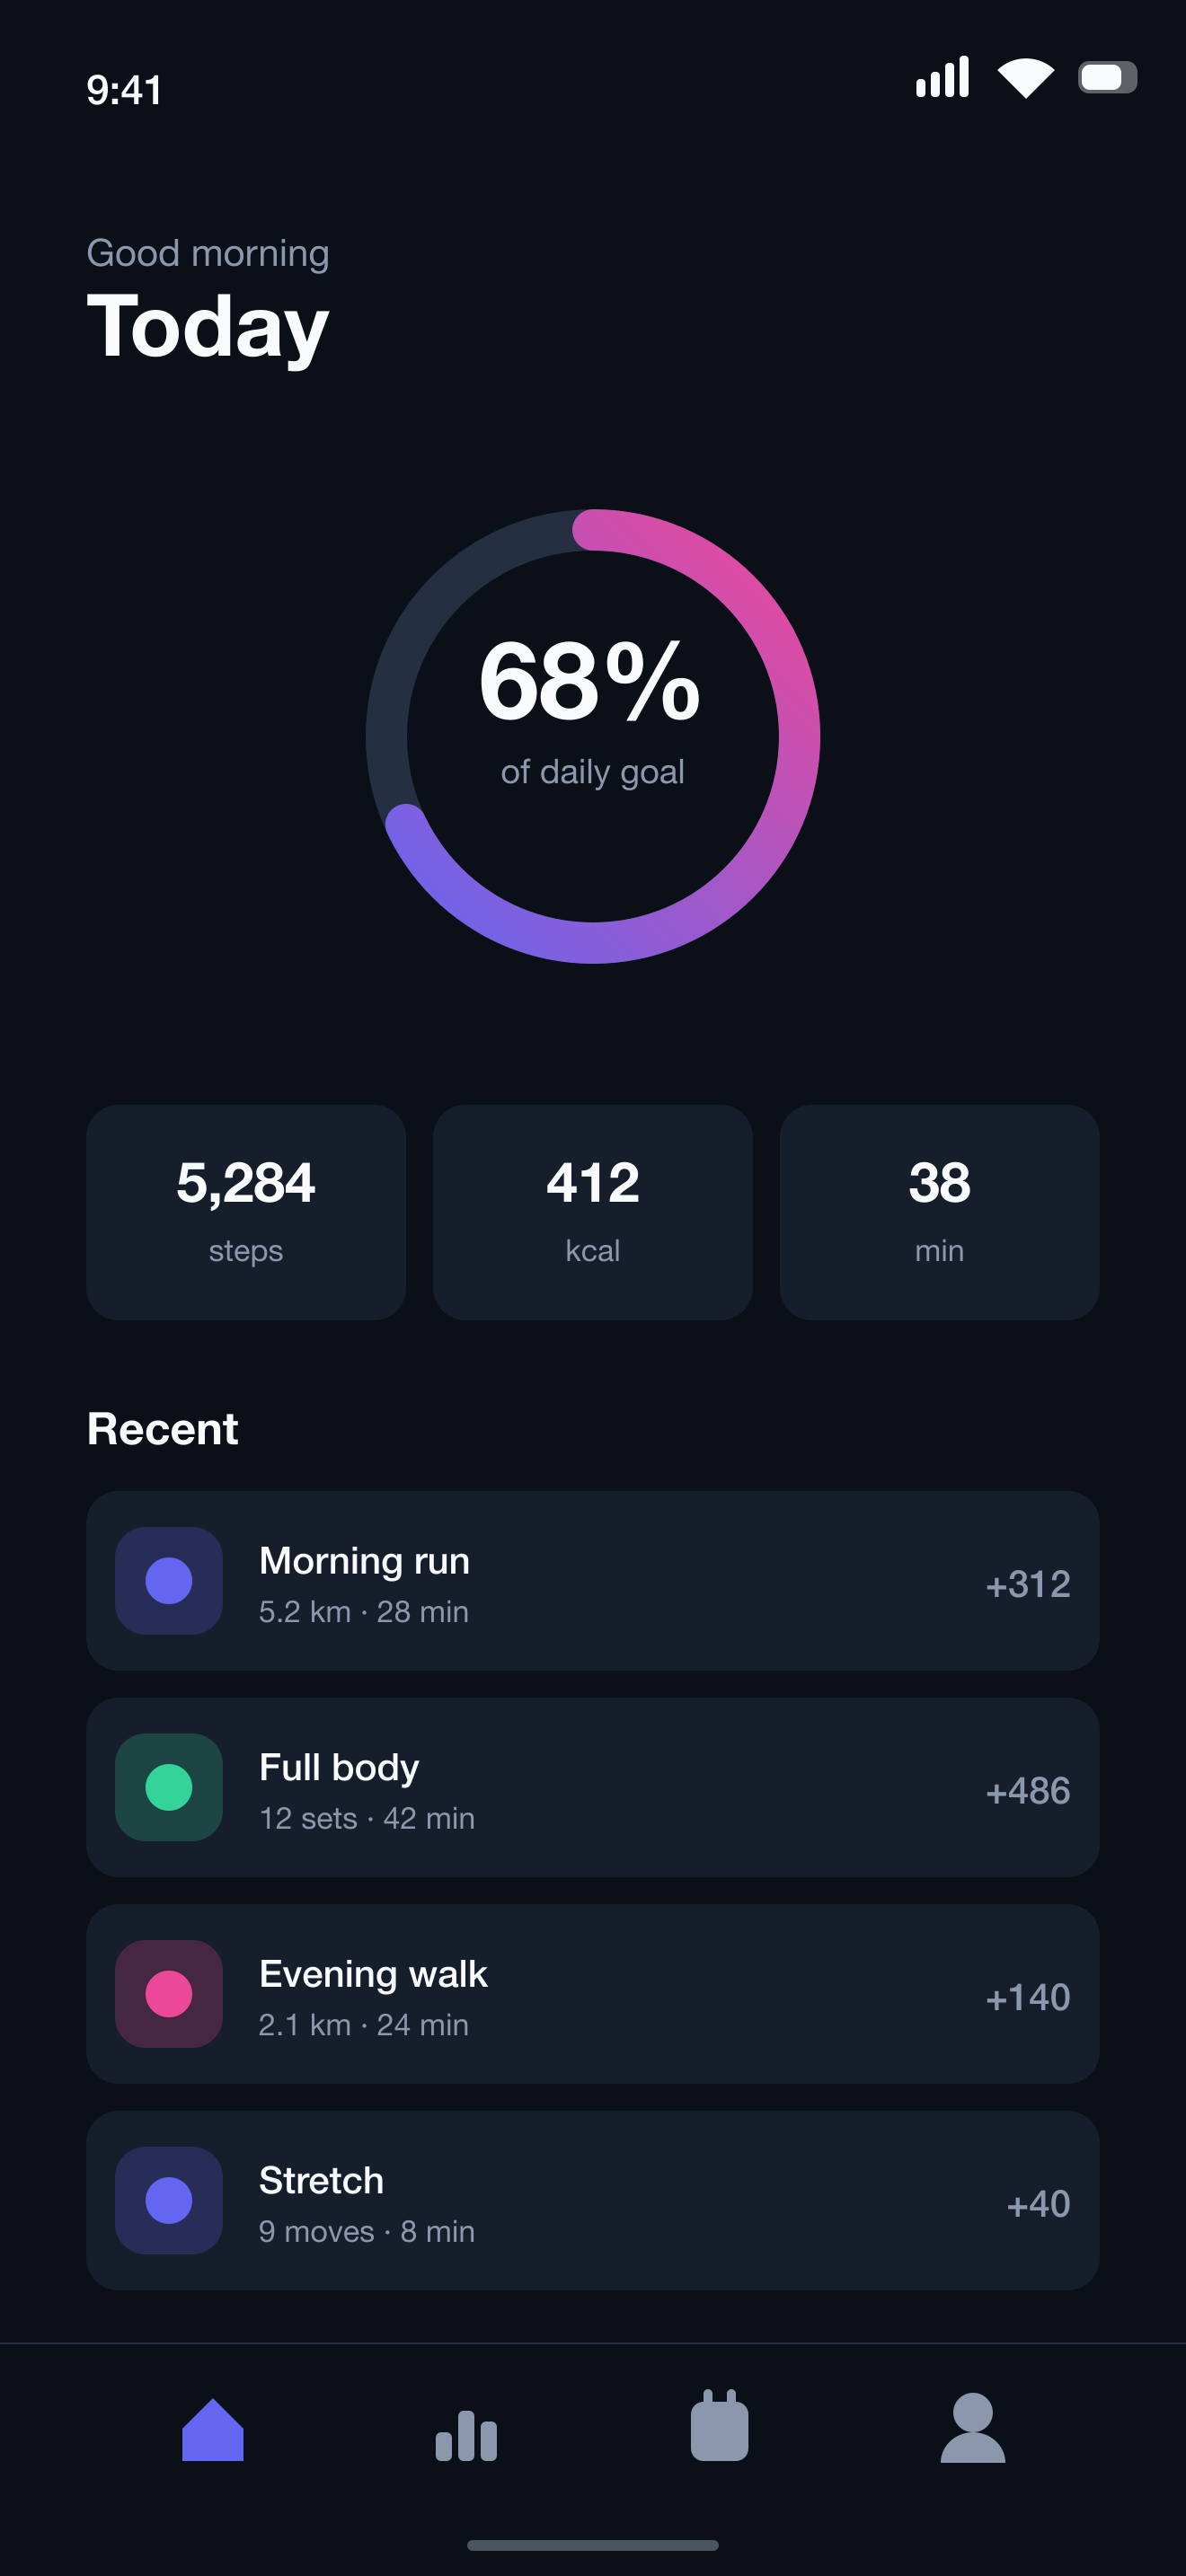 9:41
Good morning
Today
68%
of daily goal
5,284
412
38
steps
kcal
min
Recent
Morning run
5.2 km · 28 min
+312
Full body
12 sets · 42 min
+486
Evening walk
2.1 km · 24 min
+140
Stretch
9 moves · 8 min
+40